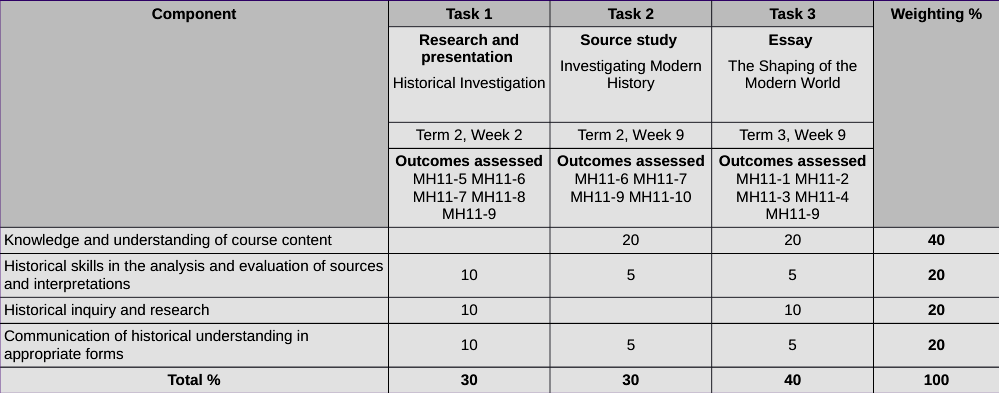 Component Task 1 Task 2 Task 3 Weighting %
Research and presentation Source study Essay
Historical Investigation Investigating Modern History The Shaping of the Modern World
Term 2, Week 2 Term 2, Week 9 Term 3, Week 9
Outcomes assessed Outcomes assessed Outcomes assessed
MH11-5 MH11-6 MH11-6 MH11-7 MH11-1 MH11-2
MH11-7 MH11-8 MH11-9 MH11-10 MH11-3 MH11-4
MH11-9 MH11-9
Knowledge and understanding of course content 20 20 40
Historical skills in the analysis and evaluation of sources
and interpretations 10 5 5 20
Historical inquiry and research 10 10 20
Communication of historical understanding in
appropriate forms 10 5 5 20
Total % 30 30 40 100